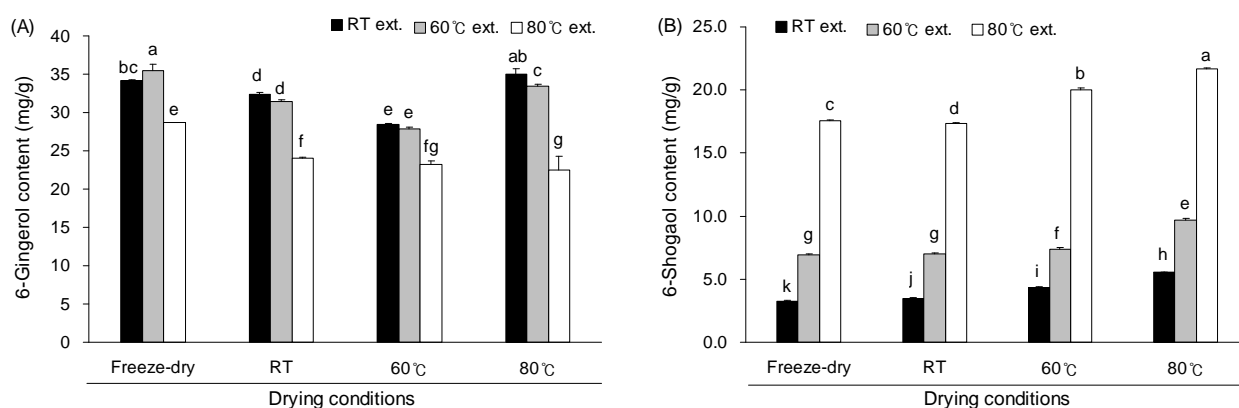 (A)
RT ext. 60℃ ext. 80℃ ext.
6-Gingerol content (mg/g)
40
35
30
25
20
15
10
5
0
bc a e
d d f
e e fg
ab c g
Freeze-dry RT 60℃ 80℃
Drying conditions
(B)
RT ext. 60℃ ext. 80℃ ext.
6-Shogaol content (mg/g)
25.0
20.0
15.0
10.0
5.0
0.0
k g c
j g d
i f b
h e a
Freeze-dry RT 60℃ 80℃
Drying conditions